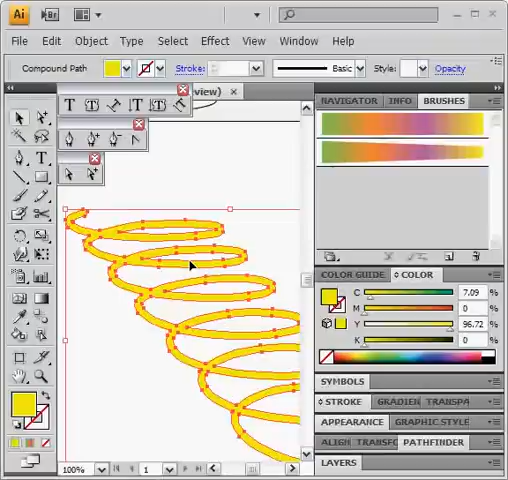 Ai Br
File Edit Object Type Select Effect View Window Help
Compound Path Stroke: Basic Style: Opacity
view) ×
NAVIGATOR INFO BRUSHES
COLOR GUIDE COLOR
C 7.09 %
M 0 %
Y 96.72 %
K 0 %
SYMBOLS
STROKE GRADIEN TRANSPA
APPEARANCE GRAPHIC STYLE
ALIGN TRANSFO PATHFINDER
LAYERS
100% 1